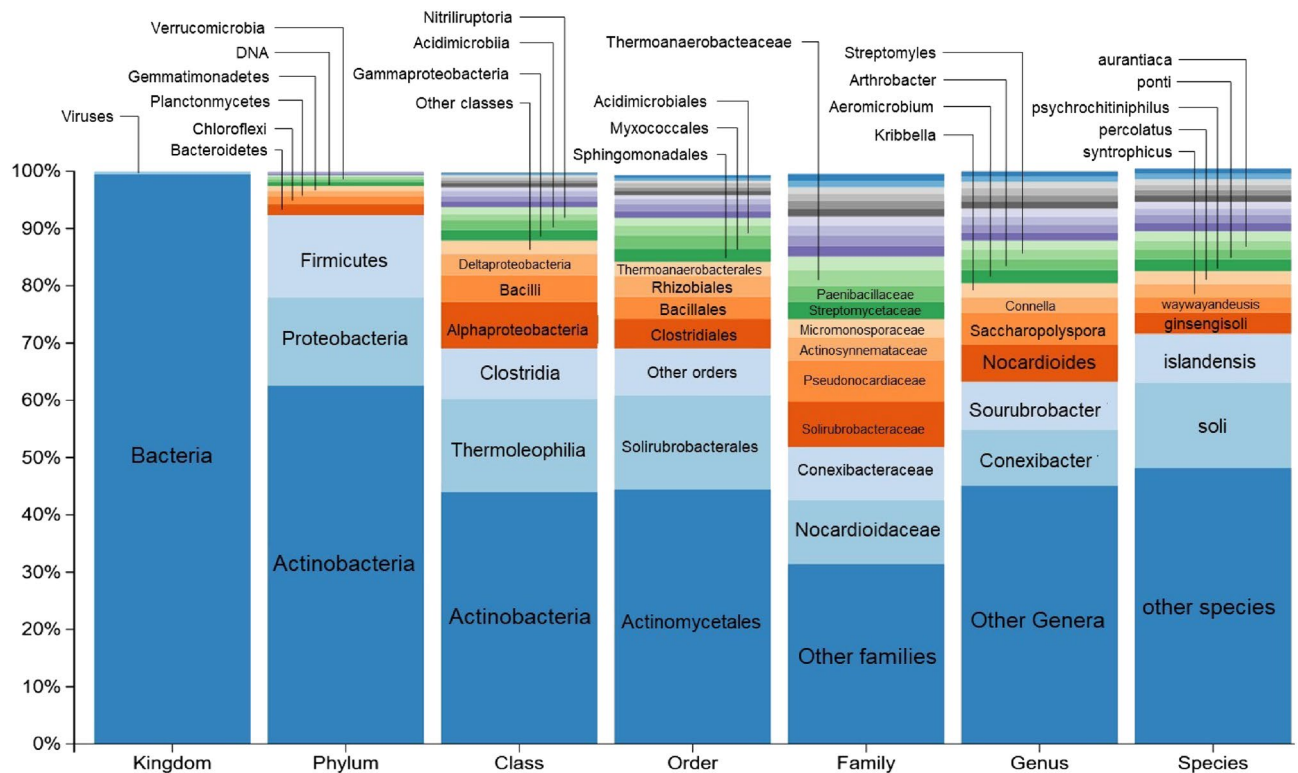 Verrucomicrobia
DNA
Gemmatimonadetes
Planctonmycetes
Viruses
Chloroflexi
Bacteroidetes
Nitriliruptoria
Acidimicrobiia
Gammaproteobacteria
Other classes
Thermoanaerobacteaceae
Acidimicrobiales
Myxococcales
Sphingomonadales
Streptomyles
Arthrobacter
Aeromicrobium
Kribbella
aurantiaca
ponti
psychrochitiniphilus
percolatus
syntrophicus
100%
90%
80%
70%
60%
50%
40%
30%
20%
10%
0%
Bacteria
Firmicutes
Proteobacteria
Actinobacteria
Deltaproteobacteria
Bacilli
Alphaproteobacteria
Clostridia
Thermoleophilia
Actinobacteria
Thermoanaerobacterales
Rhizobiales
Bacillales
Clostridiales
Other orders
Solirubrobacterales
Actinomycetales
Paenibacillaceae
Streptomycetaceae
Micromonosporaceae
Actinosynnemataceae
Pseudonocardiaceae
Solirubrobacteraceae
Conexibacteraceae
Nocardioidaceae
Other families
Connella
Saccharopolyspora
Nocardioides
Sourubrobacter
Conexibacter
Other Genera
waywayandeusis
ginsengisoli
islandensis
soli
other species
Kingdom
Phylum
Class
Order
Family
Genus
Species